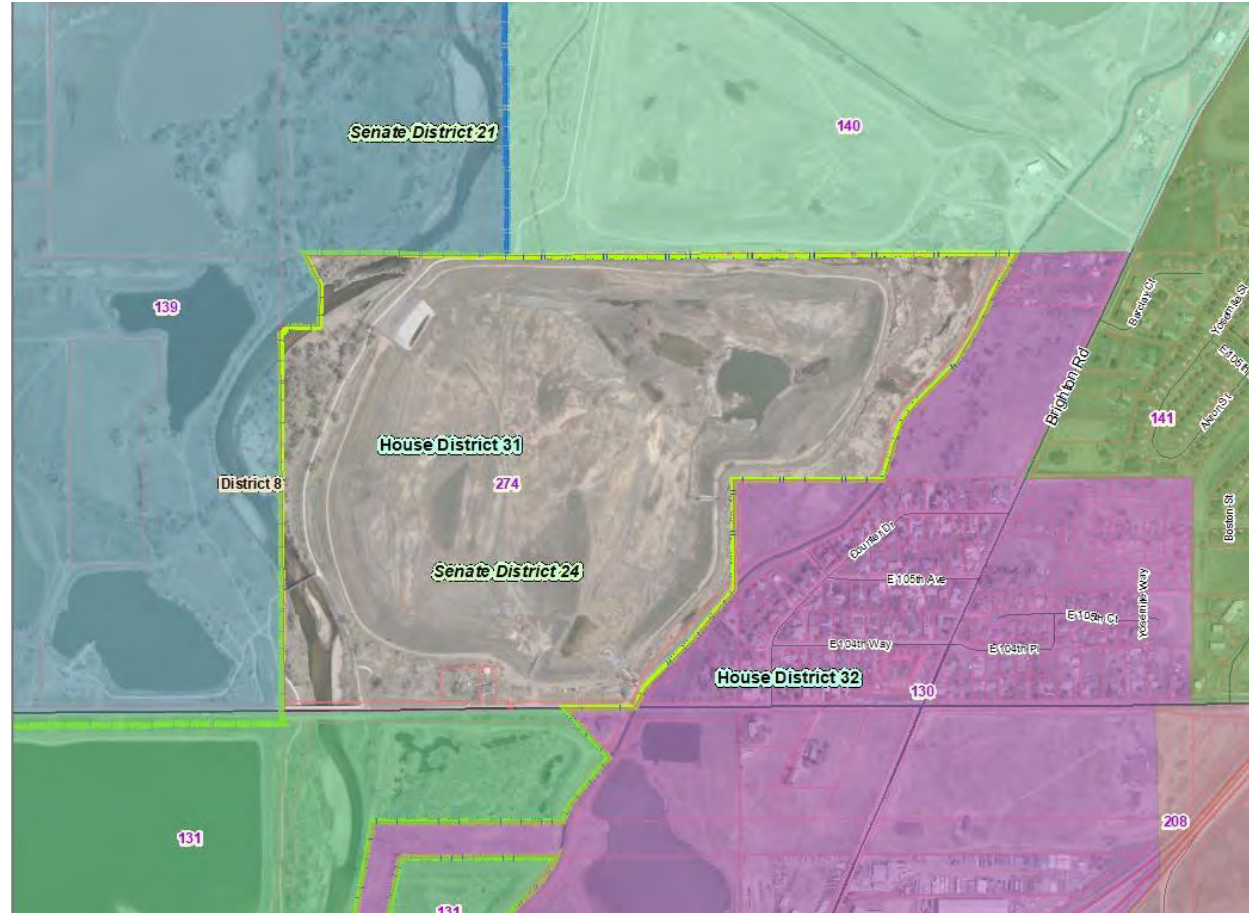 Senate District 21
140
139
Barclay Ct
Yosemite St
E 105th
Brighton Rd
Akron St
141
House District 31
District 8
274
Boston St
Counter Dr
Senate District 24
E 105th Ave
Yosemite Way
E 105th Ct
E 104th Way
E 104th Pl
House District 32
130
208
131
131